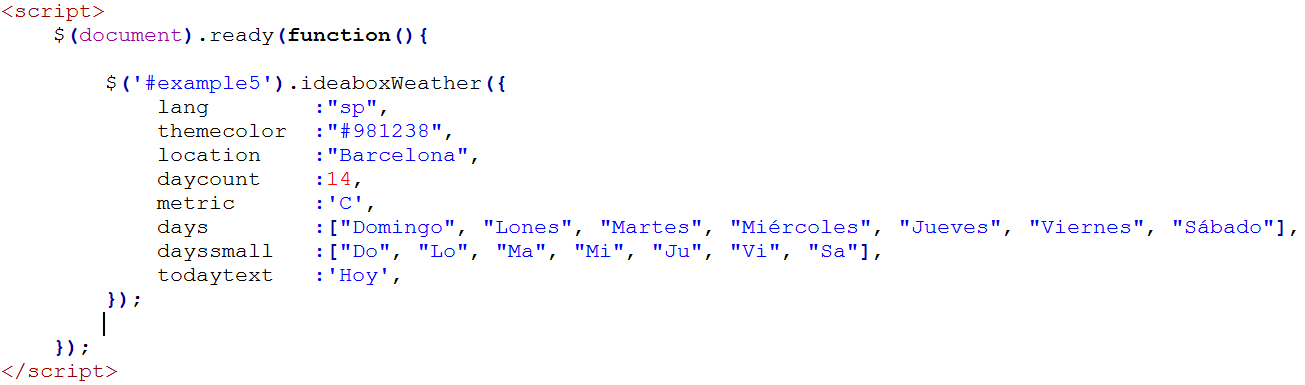 <script>
    $(document).ready(function(){

        $('#example5').ideaboxWeather({
            lang        :"sp",
            themecolor  :"#981238",
            location    :"Barcelona",
            daycount    :14,
            metric      :'C',
            days        :["Domingo", "Lones", "Martes", "Miércoles", "Jueves", "Viernes", "Sábado"],
            dayssmall   :["Do", "Lo", "Ma", "Mi", "Ju", "Vi", "Sa"],
            todaytext   :'Hoy',
        });

    });
</script>